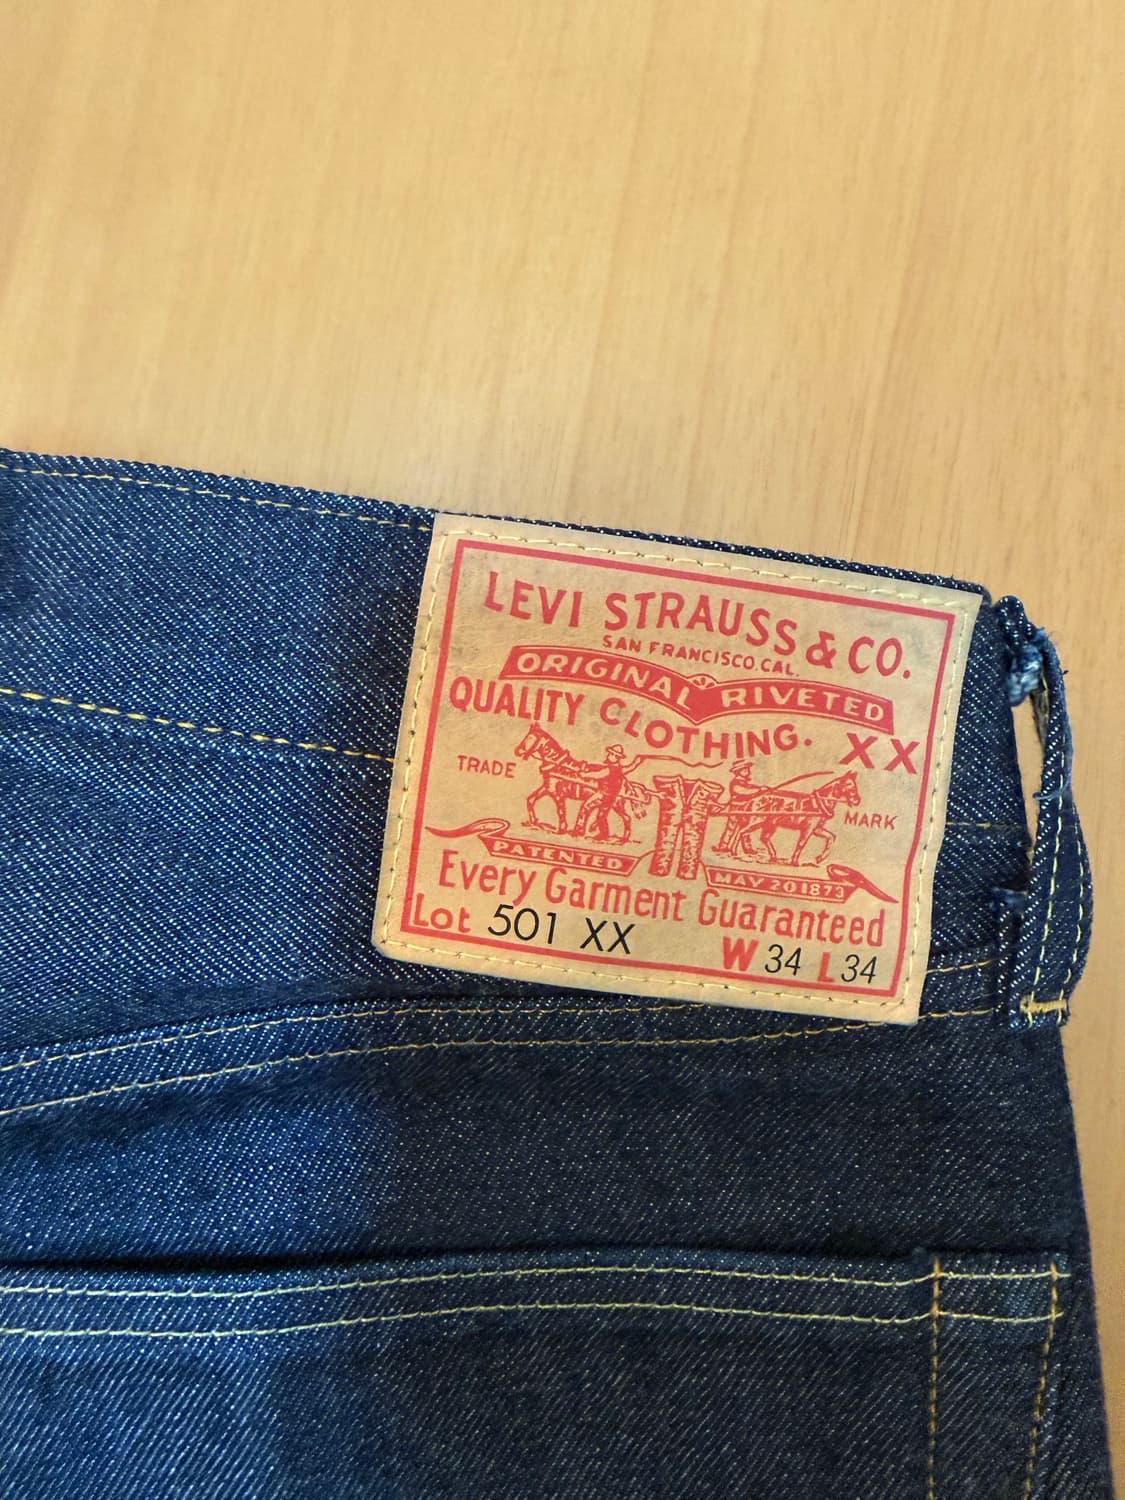 LEVI STRAUSS & CO.
SAN FRANCISCO.CAL.
ORIGINAL RIVETED
QUALITY CLOTHING. XX
TRADE MARK
PATENTED MAY 20 1873
Every Garment Guaranteed
Lot 501 XX W 34 L 34